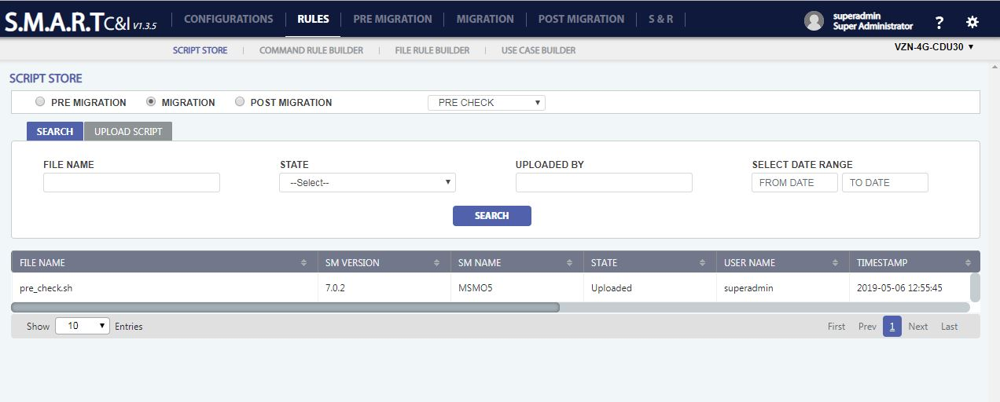 S.M.A.R.T C&I V1.3.5 CONFIGURATIONS RULES PRE MIGRATION MIGRATION POST MIGRATION S & R superadmin ?
Super Administrator
SCRIPT STORE COMMAND RULE BUILDER FILE RULE BUILDER USE CASE BUILDER VZN-4G-CDU30
SCRIPT STORE
PRE MIGRATION MIGRATION POST MIGRATION PRE CHECK
SEARCH UPLOAD SCRIPT
FILE NAME STATE UPLOADED BY SELECT DATE RANGE
--Select-- FROM DATE TO DATE
SEARCH
FILE NAME SM VERSION SM NAME STATE USER NAME TIMESTAMP
pre_check.sh 7.0.2 MSMO5 Uploaded superadmin 2019-05-06 12:55:45
Show 10 Entries First Prev 1 Next Last